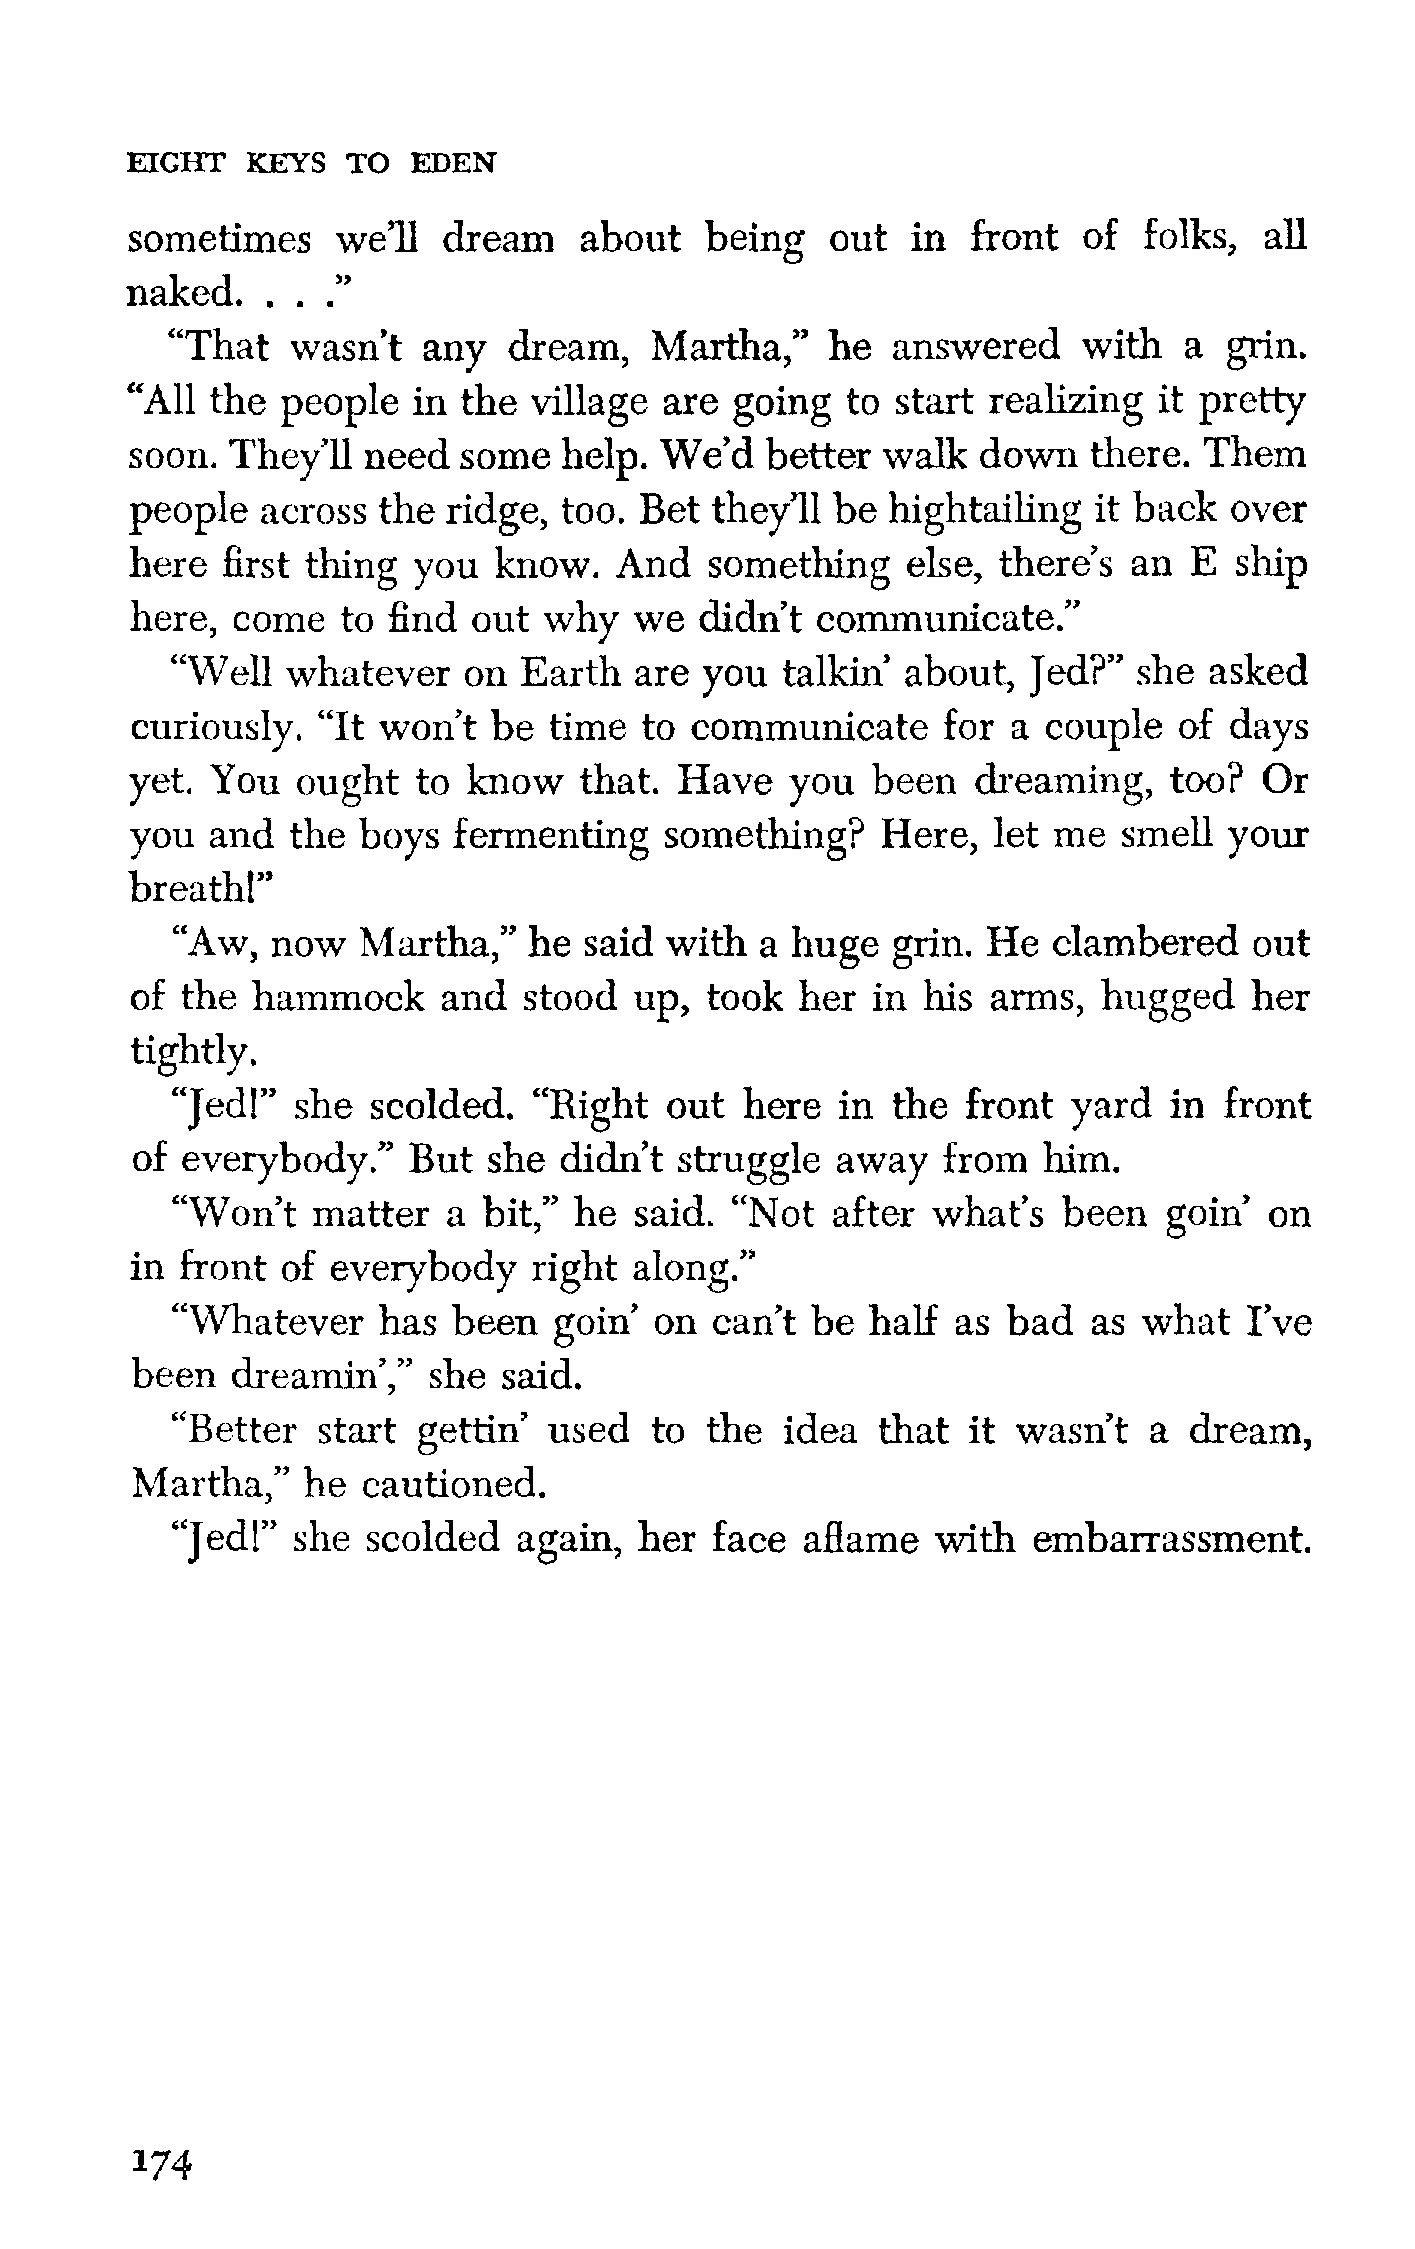 EIGHT KEYS TO EDEN
sometimes we'll dream about being out in front of folks, all
naked. . . ."
"That wasn't any dream, Martha," he answered with a grin.
"All the people in the village are going to start realizing it pretty
soon. They'll need some help. We'd better walk down there. Them
people across the ridge, too. Bet they'll be hightailing it back over
here first thing you know. And something else, there's an E ship
here, come to find out why we didn't communicate."
"Well whatever on Earth are you talkin' about, Jed?" she asked
curiously. "It won't be time to communicate for a couple of days
yet. You ought to know that. Have you been dreaming, too? Or
you and the boys fermenting something? Here, let me smell your
breath!"
"Aw, now Martha," he said with a huge grin. He clambered out
of the hammock and stood up, took her in his arms, hugged her
tightly.
"Jed!" she scolded. "Right out here in the front yard in front
of everybody." But she didn't struggle away from him.
"Won't matter a bit," he said. "Not after what's been goin' on
in front of everybody right along."
"Whatever has been goin' on can't be half as bad as what I've
been dreamin'," she said.
"Better start gettin' used to the idea that it wasn't a dream,
Martha," he cautioned.
"Jed!" she scolded again, her face aflame with embarrassment.
174